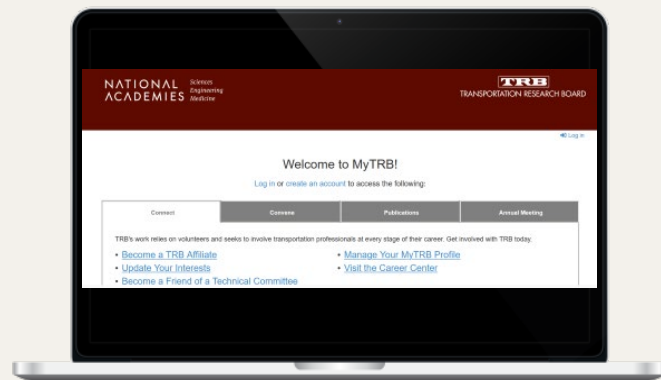 NATIONAL ACADEMIES
Sciences
Engineering
Medicine
TRB
TRANSPORTATION RESEARCH BOARD
Log in
Welcome to MyTRB!
Log in or create an account to access the following:
Connect
Convene
Publications
Annual Meeting
TRB's work relies on volunteers and seeks to involve transportation professionals at every stage of their career. Get involved with TRB today.
• Become a TRB Affiliate
• Update Your Interests
• Become a Friend of a Technical Committee
• Manage Your MyTRB Profile
• Visit the Career Center